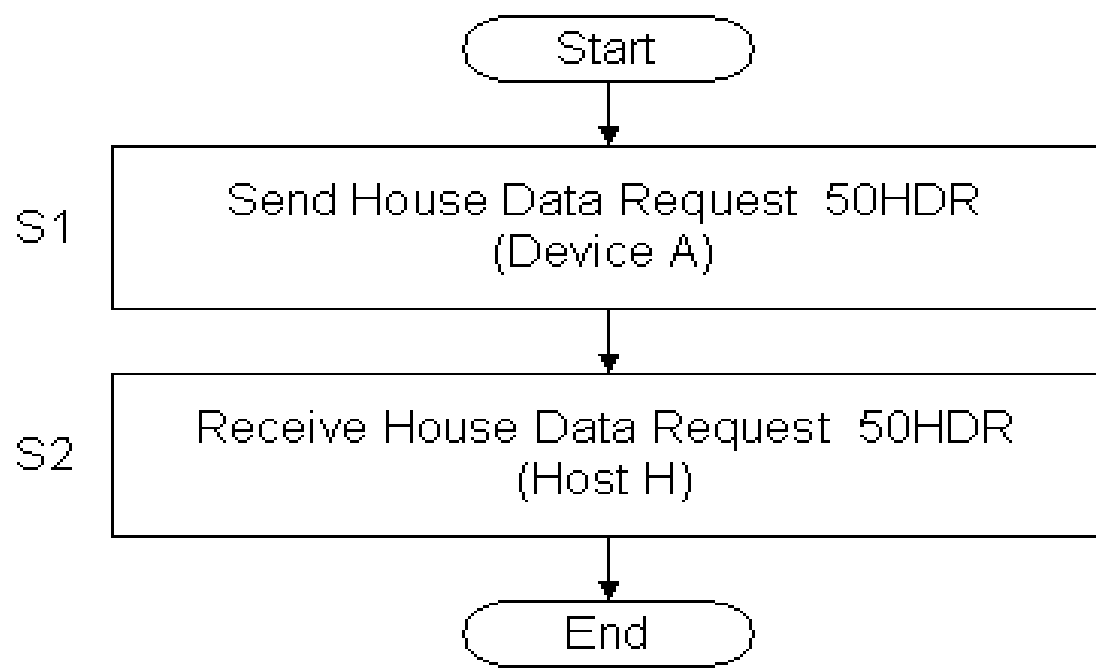 Start
S1
Send House Data Request 50HDR
(Device A)
S2
Receive House Data Request 50HDR
(Host H)
End